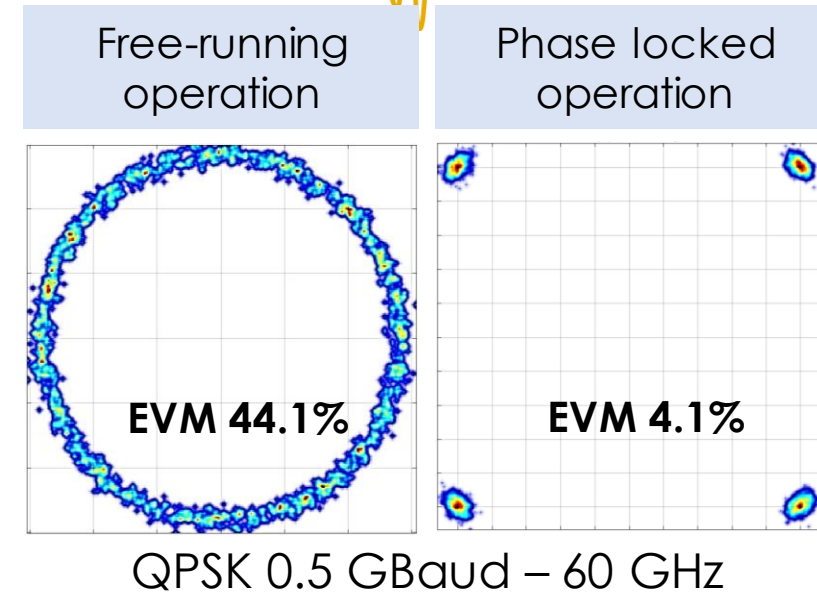 Free-running
operation
Phase locked
operation
EVM 44.1%
EVM 4.1%
QPSK 0.5 GBaud – 60 GHz